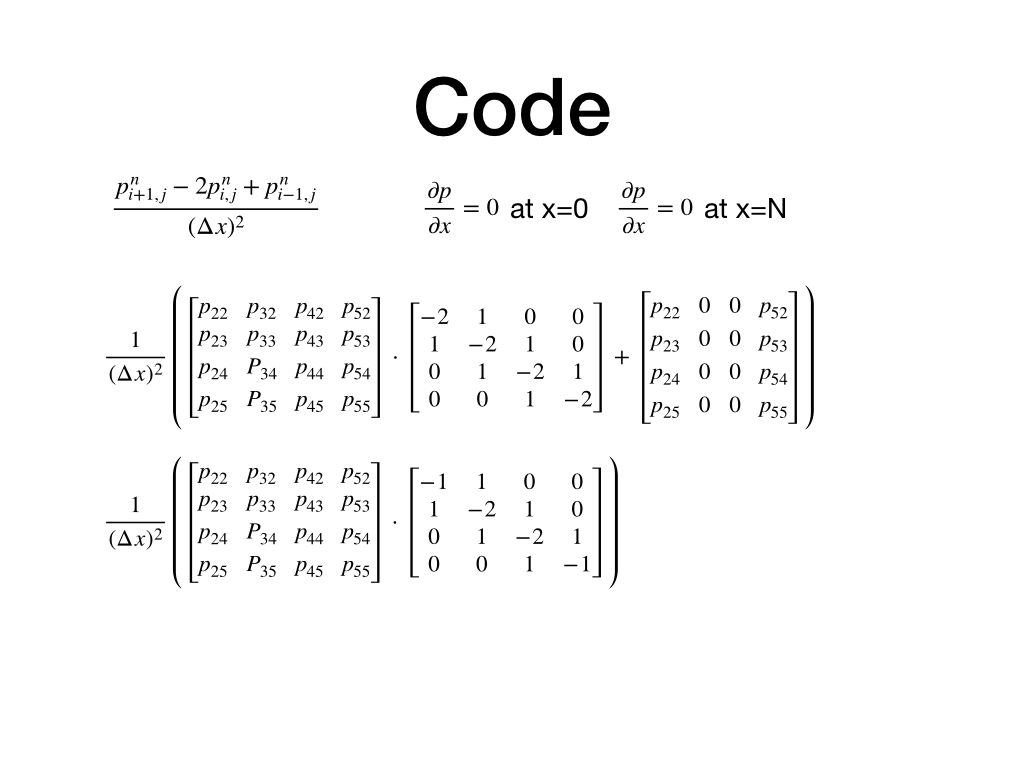 Code
\frac{p_{i+1,j}^{n} - 2p_{i,j}^{n} + p_{i-1,j}^{n}}{(\Delta x)^2} \quad \frac{\partial p}{\partial x} = 0 at x=0 \quad \frac{\partial p}{\partial x} = 0 at x=N
\frac{1}{(\Delta x)^2} \left( \begin{bmatrix} p_{22} & p_{32} & p_{42} & p_{52} \\ p_{23} & p_{33} & p_{43} & p_{53} \\ p_{24} & P_{34} & p_{44} & p_{54} \\ p_{25} & P_{35} & p_{45} & p_{55} \end{bmatrix} \cdot \begin{bmatrix} -2 & 1 & 0 & 0 \\ 1 & -2 & 1 & 0 \\ 0 & 1 & -2 & 1 \\ 0 & 0 & 1 & -2 \end{bmatrix} + \begin{bmatrix} p_{22} & 0 & 0 & p_{52} \\ p_{23} & 0 & 0 & p_{53} \\ p_{24} & 0 & 0 & p_{54} \\ p_{25} & 0 & 0 & p_{55} \end{bmatrix} \right)
\frac{1}{(\Delta x)^2} \left( \begin{bmatrix} p_{22} & p_{32} & p_{42} & p_{52} \\ p_{23} & p_{33} & p_{43} & p_{53} \\ p_{24} & P_{34} & p_{44} & p_{54} \\ p_{25} & P_{35} & p_{45} & p_{55} \end{bmatrix} \cdot \begin{bmatrix} -1 & 1 & 0 & 0 \\ 1 & -2 & 1 & 0 \\ 0 & 1 & -2 & 1 \\ 0 & 0 & 1 & -1 \end{bmatrix} \right)